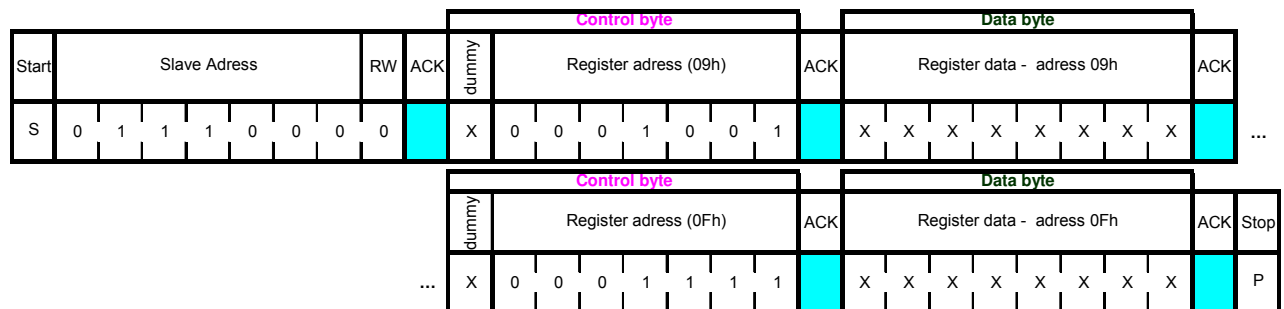 Control byte Data byte
Start Slave Adress RW ACK dummy Register adress (09h) ACK Register data - adress 09h ACK
S 0 1 1 1 0 0 0 0 X 0 0 0 1 0 0 1 X X X X X X X X ...
Control byte Data byte
dummy Register adress (0Fh) ACK Register data - adress 0Fh ACK Stop
... X 0 0 0 1 1 1 1 X X X X X X X X P